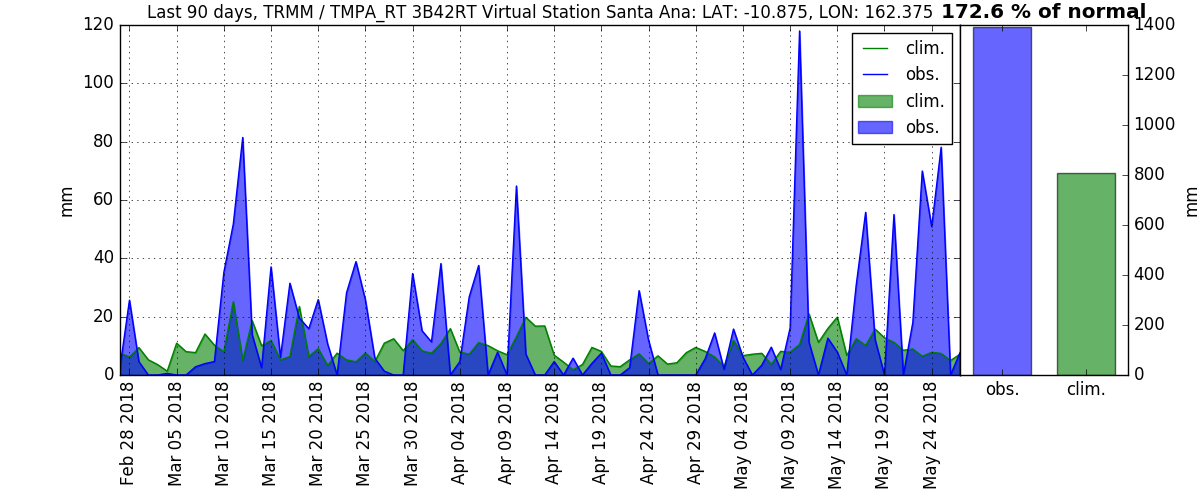 Last 90 days, TRMM / TMPA_RT 3B42RT Virtual Station Santa Ana: LAT: -10.875, LON: 162.375 172.6 % of normal
120
100
80
60
40
20
0
mm
clim.
obs.
clim.
obs.
1400
1200
1000
800
600
400
200
0
mm
obs.
clim.
Feb 28 2018
Mar 05 2018
Mar 10 2018
Mar 15 2018
Mar 20 2018
Mar 25 2018
Mar 30 2018
Apr 04 2018
Apr 09 2018
Apr 14 2018
Apr 19 2018
Apr 24 2018
Apr 29 2018
May 04 2018
May 09 2018
May 14 2018
May 19 2018
May 24 2018